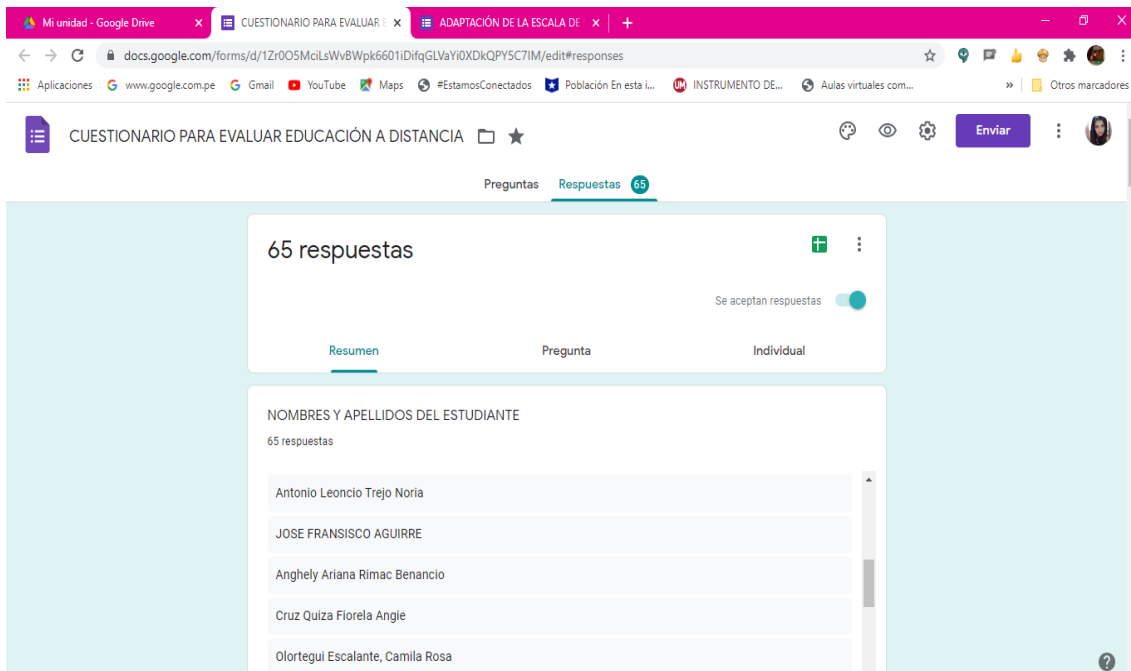 Mi unidad - Google Drive
CUESTIONARIO PARA EVALUAR E
ADAPTACIÓN DE LA ESCALA DE
docs.google.com/forms/d/1Zr0O5MciLsWvBWpk6601iDifqGLVaYi0XDkQPY5C7IM/edit#responses
Aplicaciones
www.google.com.pe
Gmail
YouTube
Maps
#EstamosConectados
Población En esta i...
INSTRUMENTO DE...
Aulas virtuales com...
»
Otros marcadores
CUESTIONARIO PARA EVALUAR EDUCACIÓN A DISTANCIA
Enviar
Preguntas
Respuestas 65
65 respuestas
Se aceptan respuestas
Resumen
Pregunta
Individual
NOMBRES Y APELLIDOS DEL ESTUDIANTE
65 respuestas
Antonio Leoncio Trejo Noria
JOSE FRANSISCO AGUIRRE
Anghely Ariana Rimac Benancio
Cruz Quiza Fiorela Angie
Olortegui Escalante, Camila Rosa